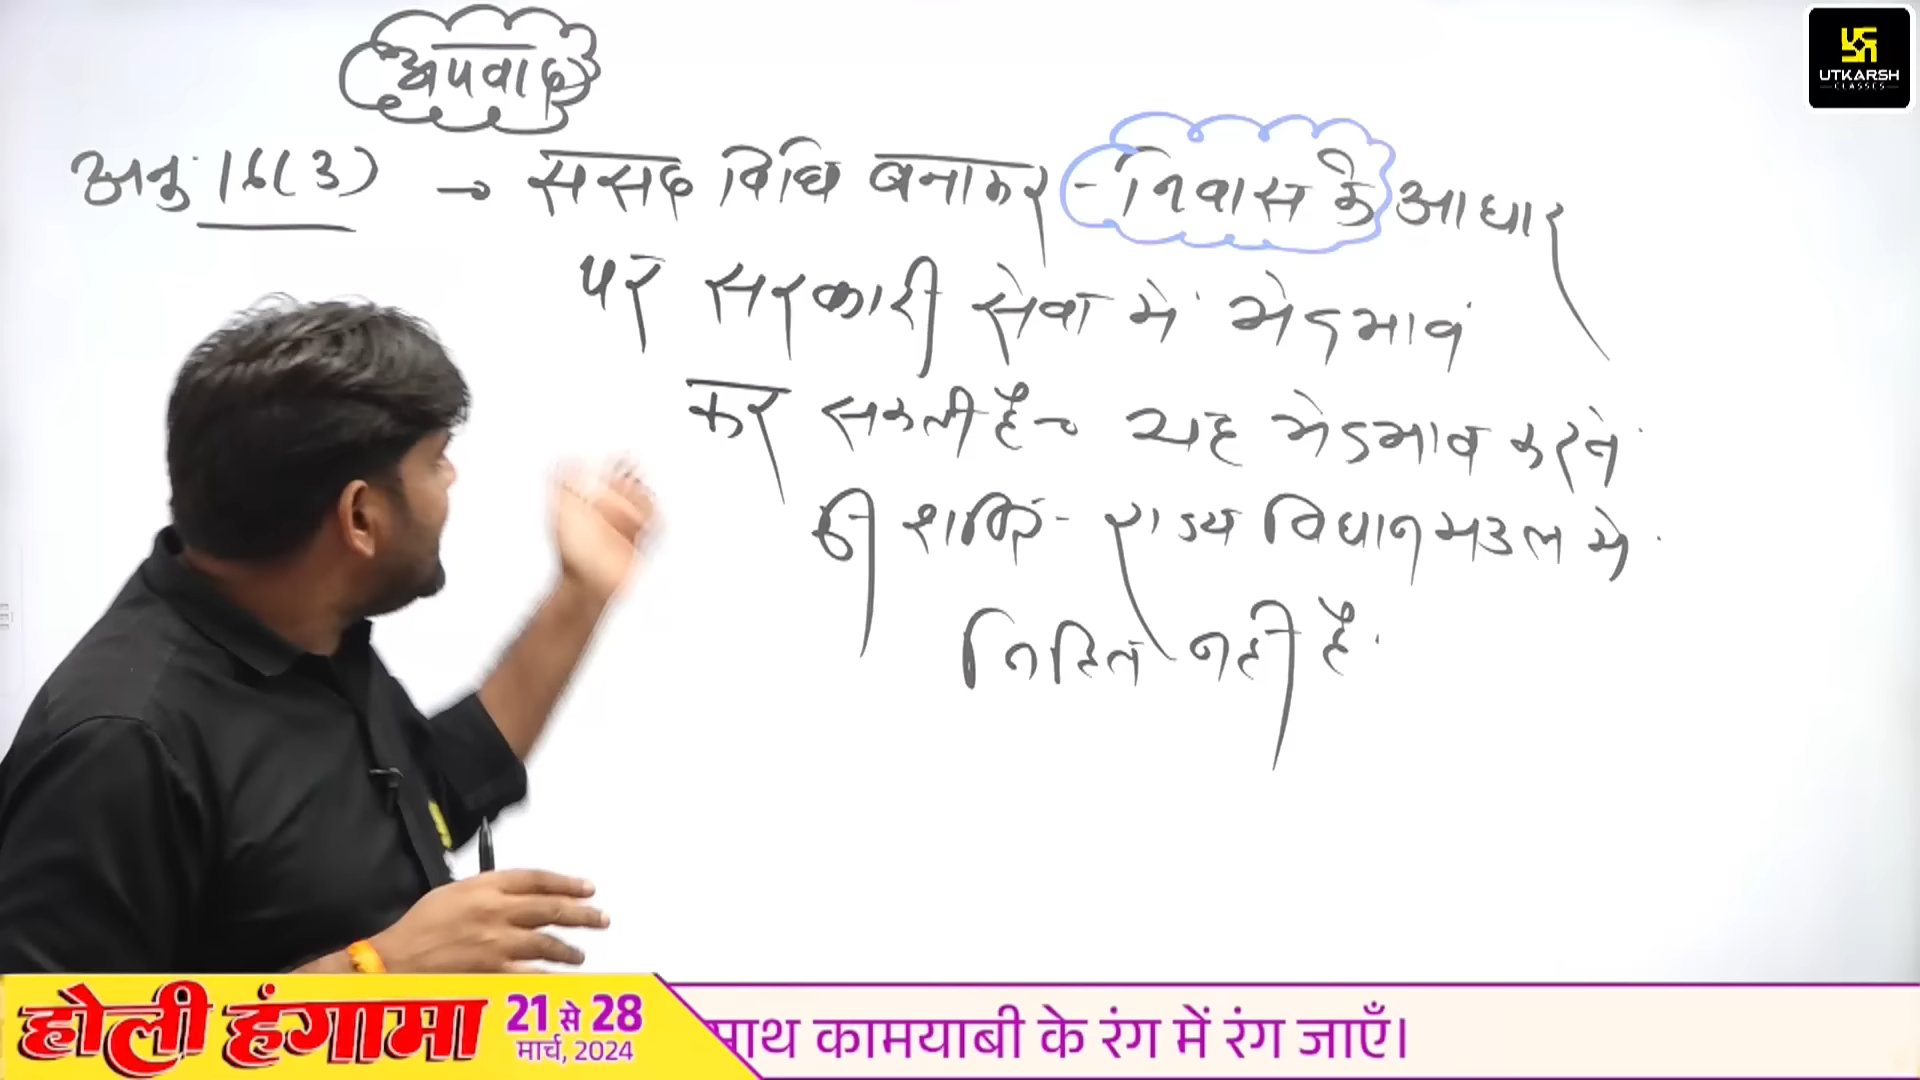 अपवाद
UTKARSH
CLASSES
अनु. 16(3) → संसद विधि बनाकर - निवास के आधार
पर सरकारी सेवा में भेदभाव
कर सकती है → यह भेदभाव करने
की शक्ति - राज्य विधानमंडल में
निहित नहीं है.
होली हंगामा 21 से 28 मार्च, 2024
साथ कामयाबी के रंग में रंग जाएँ।